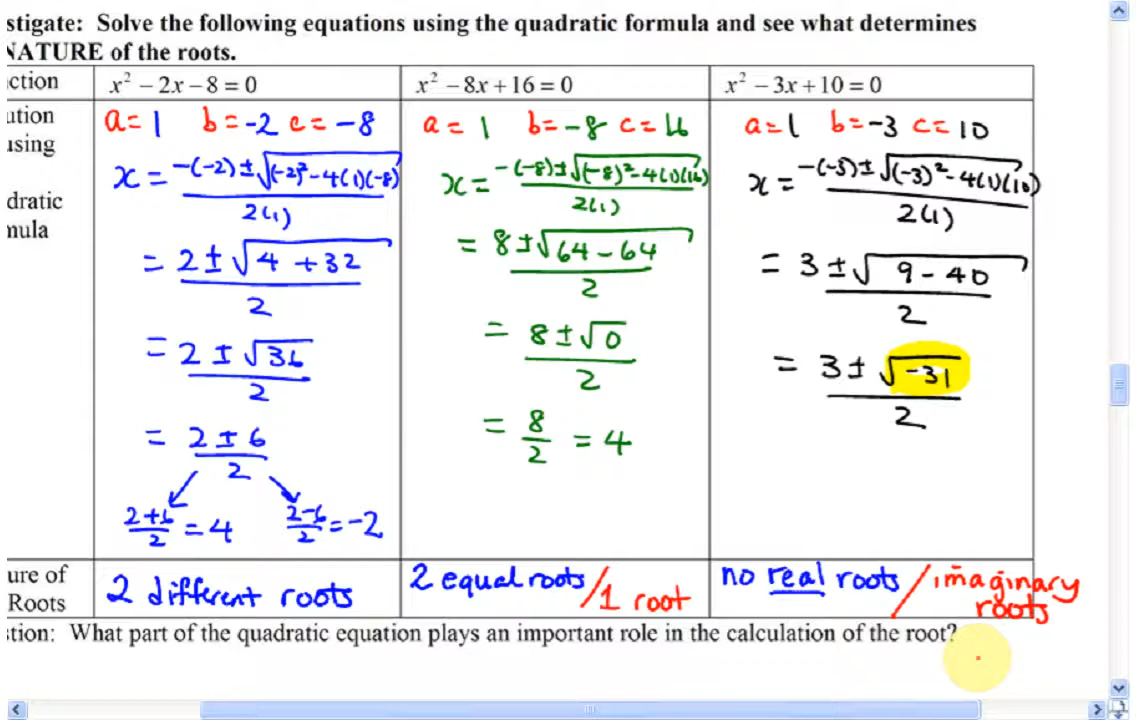 stigate: Solve the following equations using the quadratic formula and see what determines
NATURE of the roots.
ction x² − 2x − 8 = 0 x² − 8x + 16 = 0 x² − 3x + 10 = 0
ution
using
dratic
mula
a = 1 b = -2 c = -8
x = -(-2) ± √(-2)² - 4(1)(-8) / 2(1)
= 2 ± √4 + 32 / 2
= 2 ± √36 / 2
= 2 ± 6 / 2
2+6/2 = 4 2-6/2 = -2
a = 1 b = -8 c = 16
x = -(-8) ± √(-8)² - 4(1)(16) / 2(1)
= 8 ± √64 - 64 / 2
= 8 ± √0 / 2
= 8/2 = 4
a = 1 b = -3 c = 10
x = -(-3) ± √(-3)² - 4(1)(10) / 2(1)
= 3 ± √9 - 40 / 2
= 3 ± √-31 / 2
ure of
Roots
2 different roots
2 equal roots / 1 root
no real roots / imaginary roots
stion: What part of the quadratic equation plays an important role in the calculation of the root?